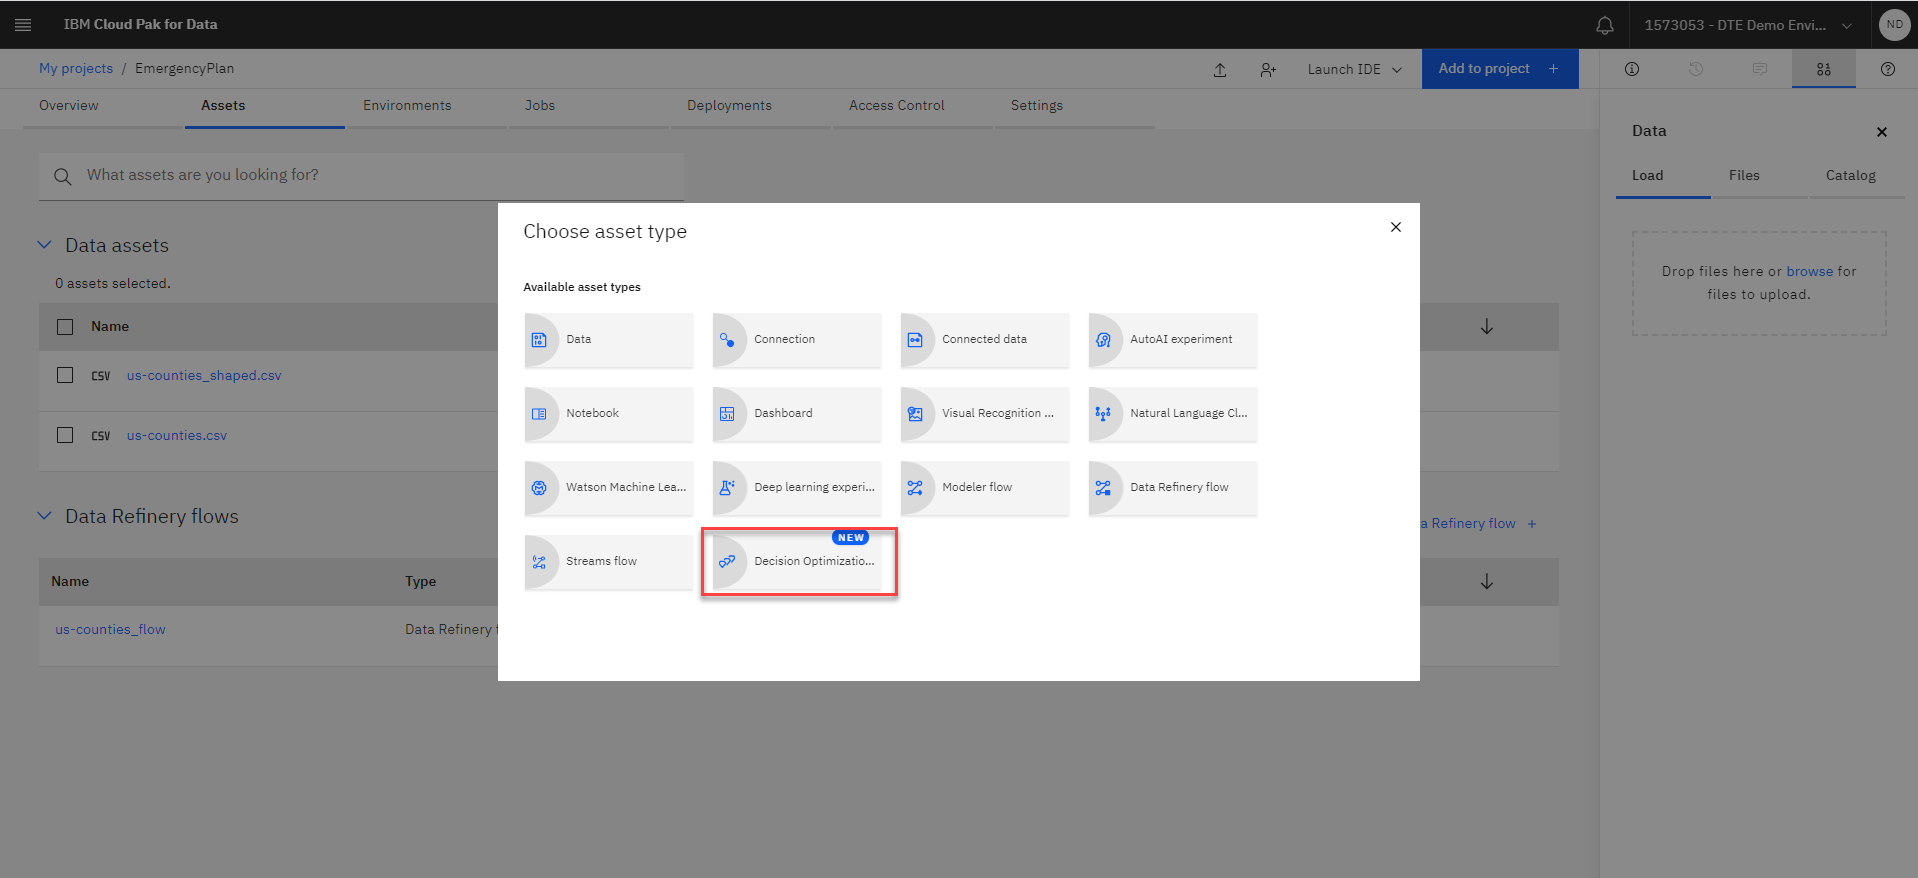 IBM Cloud Pak for Data
1573053 - DTE Demo Envi...
ND
My projects / EmergencyPlan
Launch IDE
Add to project +
Overview
Assets
Environments
Jobs
Deployments
Access Control
Settings
What assets are you looking for?
Data assets
0 assets selected.
Name
CSV us-counties_shaped.csv
CSV us-counties.csv
Data Refinery flows
a Refinery flow +
Name
Type
us-counties_flow
Data Refinery
Choose asset type
Available asset types
Data
Connection
Connected data
AutoAI experiment
Notebook
Dashboard
Visual Recognition ...
Natural Language Cl...
Watson Machine Lea...
Deep learning experi...
Modeler flow
Data Refinery flow
Streams flow
NEW
Decision Optimizatio...
Data
Load
Files
Catalog
Drop files here or browse for
files to upload.